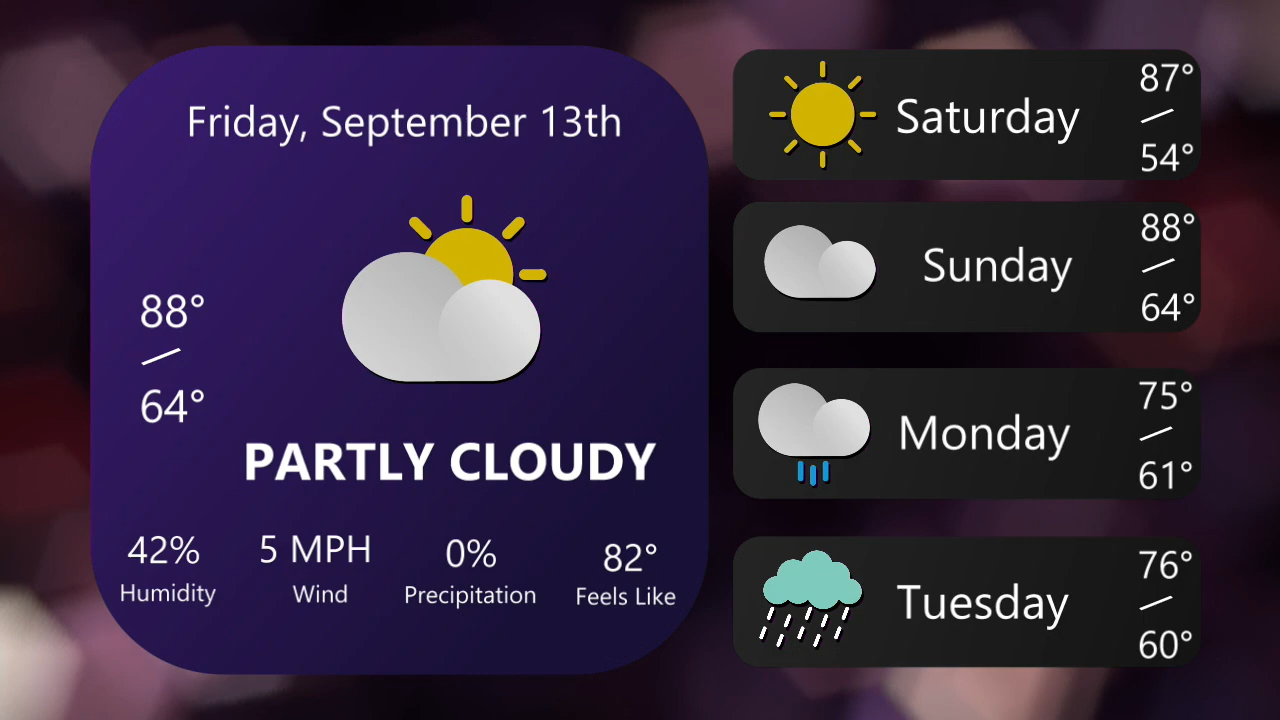 Friday, September 13th
88°
64°
PARTLY CLOUDY
42%
Humidity
5 MPH
Wind
0%
Precipitation
82°
Feels Like
Saturday
87°
54°
Sunday
88°
64°
Monday
75°
61°
Tuesday
76°
60°